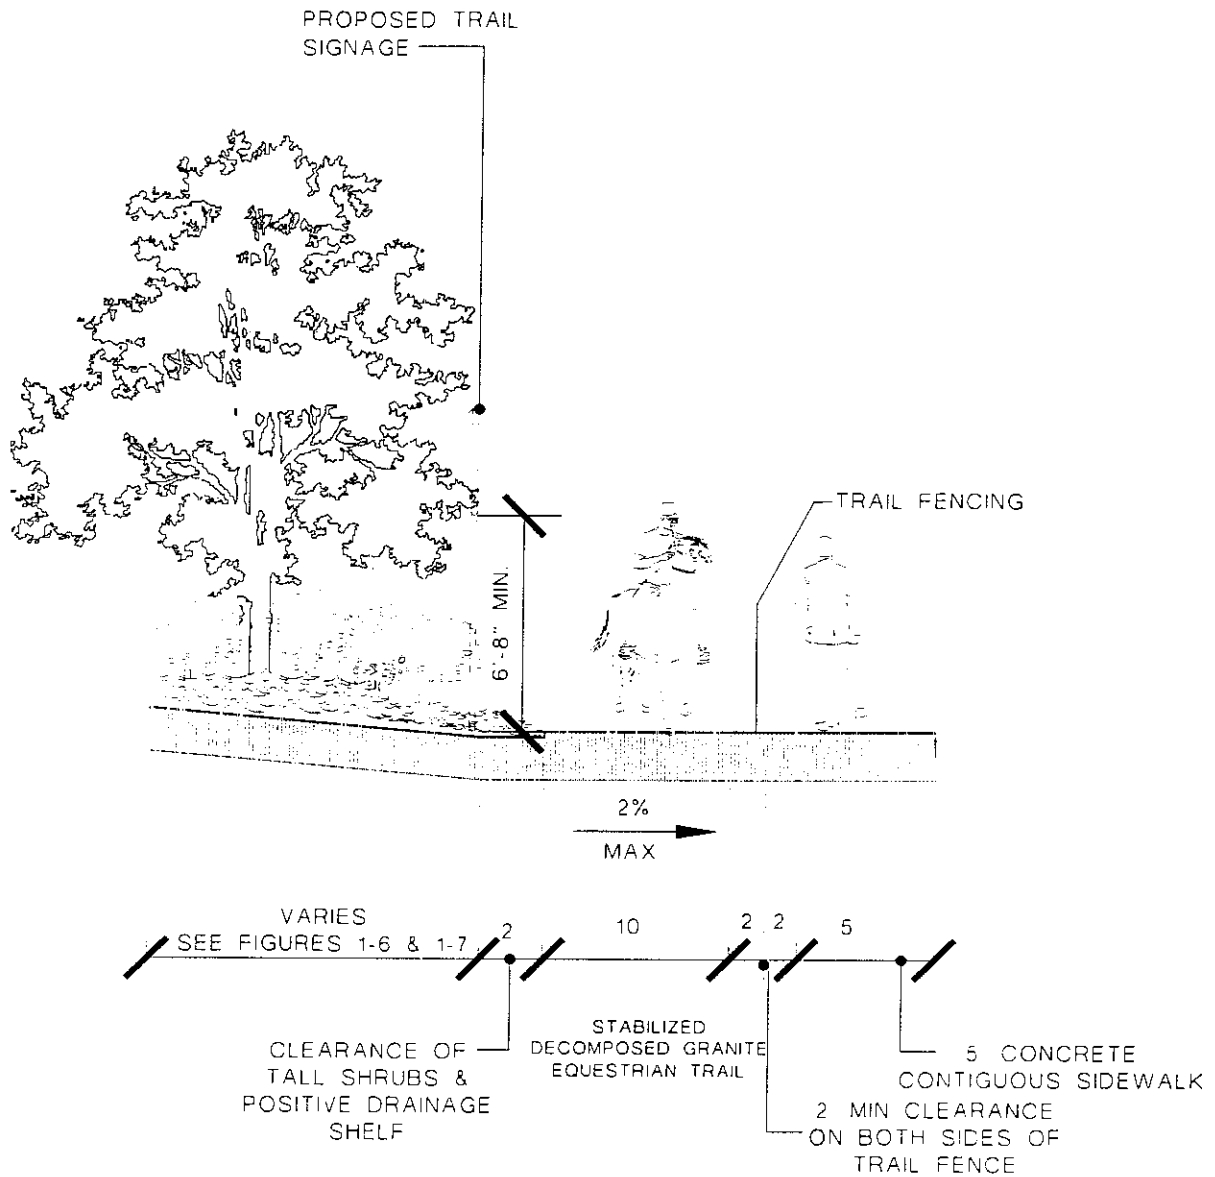 PROPOSED TRAIL
SIGNAGE
TRAIL FENCING
6'-8" MIN.
2%
MAX
VARIES
SEE FIGURES 1-6 & 1-7
2
10
2 2
5
CLEARANCE OF
TALL SHRUBS &
POSITIVE DRAINAGE
SHELF
STABILIZED
DECOMPOSED GRANITE
EQUESTRIAN TRAIL
5 CONCRETE
CONTIGUOUS SIDEWALK
2 MIN CLEARANCE
ON BOTH SIDES OF
TRAIL FENCE